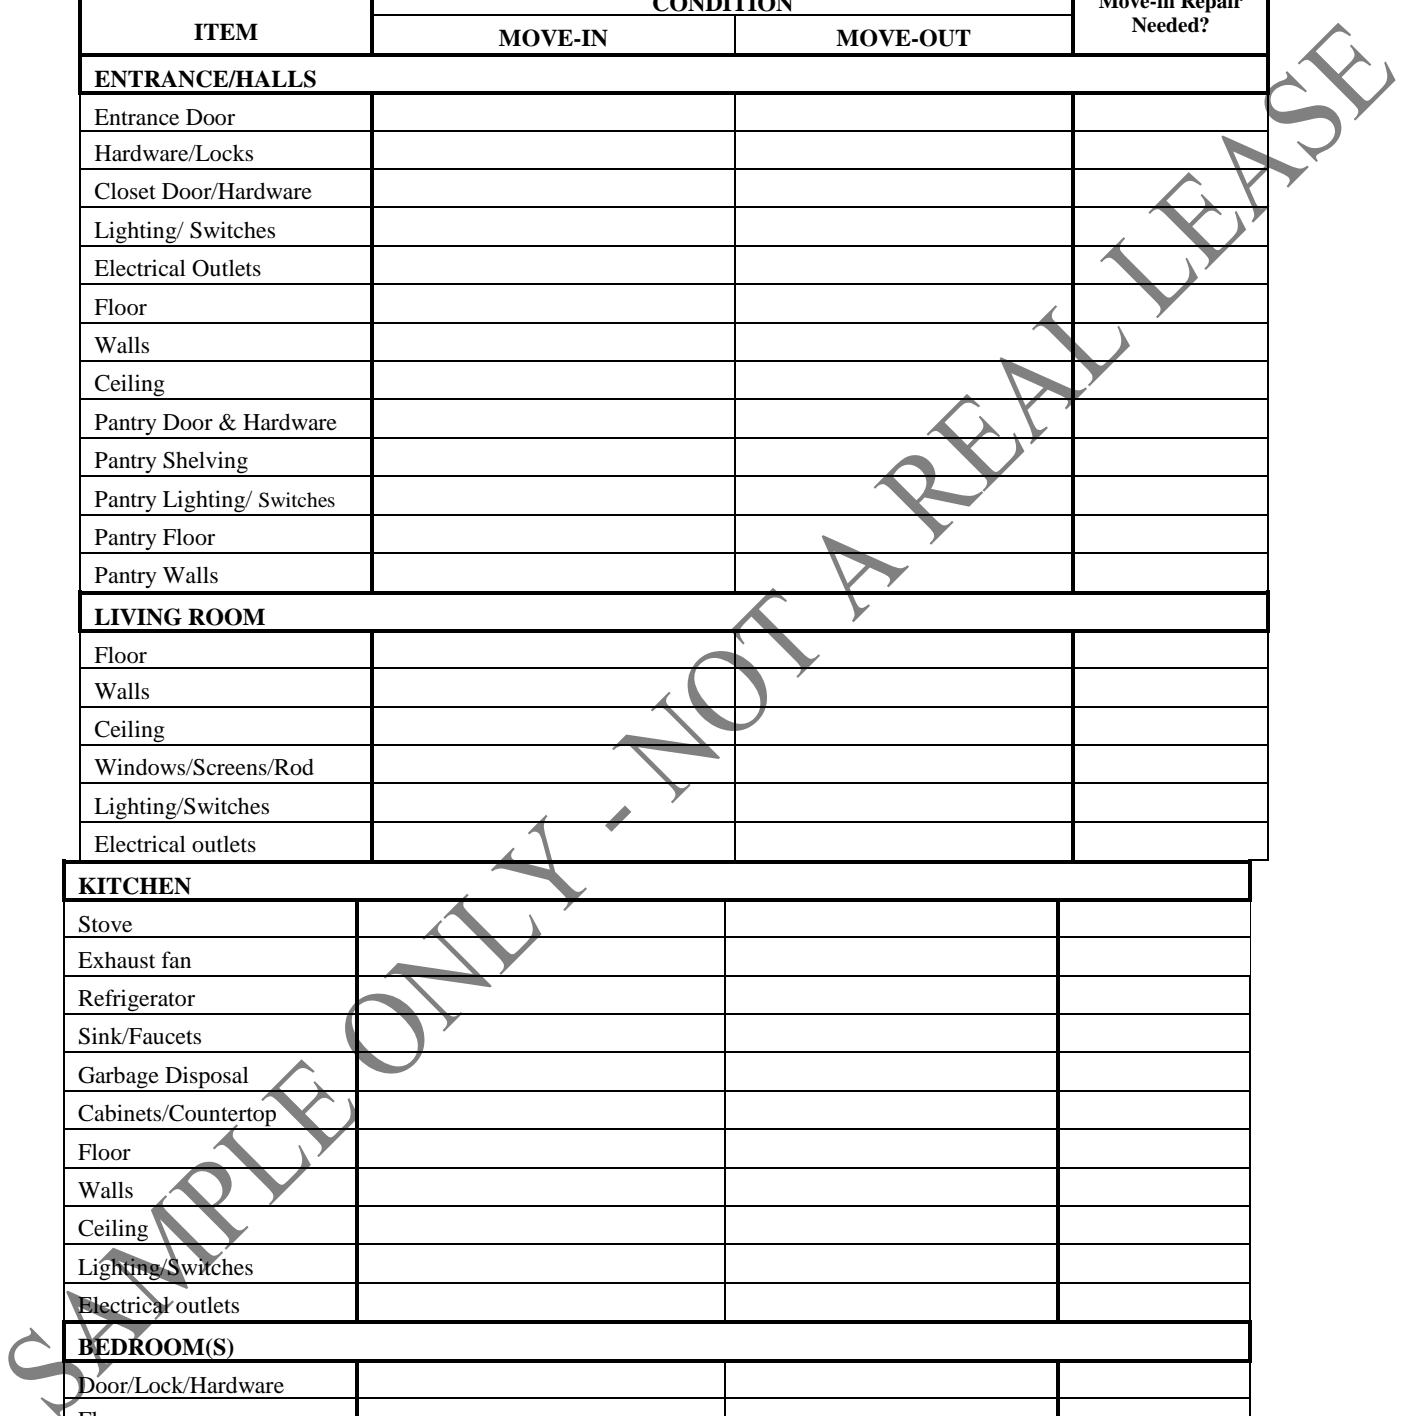 CONDITION
Move-in Repair
Needed?
ITEM
MOVE-IN
MOVE-OUT
ENTRANCE/HALLS
Entrance Door
Hardware/Locks
Closet Door/Hardware
Lighting/ Switches
Electrical Outlets
Floor
Walls
Ceiling
Pantry Door & Hardware
Pantry Shelving
Pantry Lighting/ Switches
Pantry Floor
Pantry Walls
LIVING ROOM
Floor
Walls
Ceiling
Windows/Screens/Rod
Lighting/Switches
Electrical outlets
KITCHEN
Stove
Exhaust fan
Refrigerator
Sink/Faucets
Garbage Disposal
Cabinets/Countertop
Floor
Walls
Ceiling
Lighting/Switches
Electrical outlets
BEDROOM(S)
Door/Lock/Hardware
SAMPLE ONLY - NOT A REAL LEASE